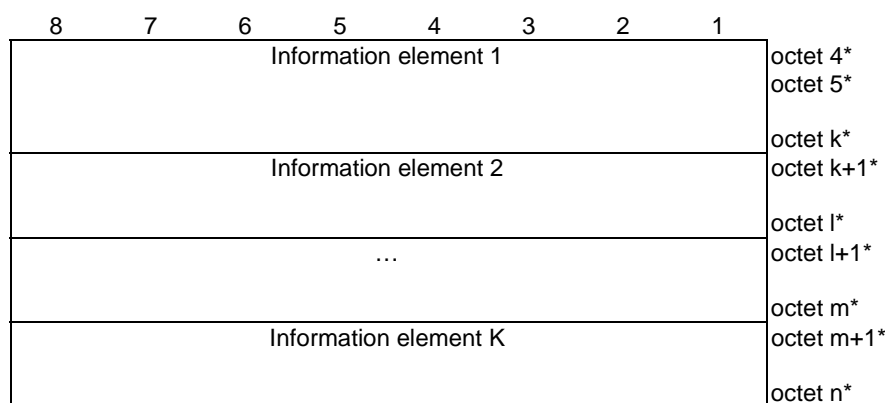 8 7 6 5 4 3 2 1
Information element 1 octet 4*
octet 5*
octet k*
Information element 2 octet k+1*
octet l*
… octet l+1*
octet m*
Information element K octet m+1*
octet n*